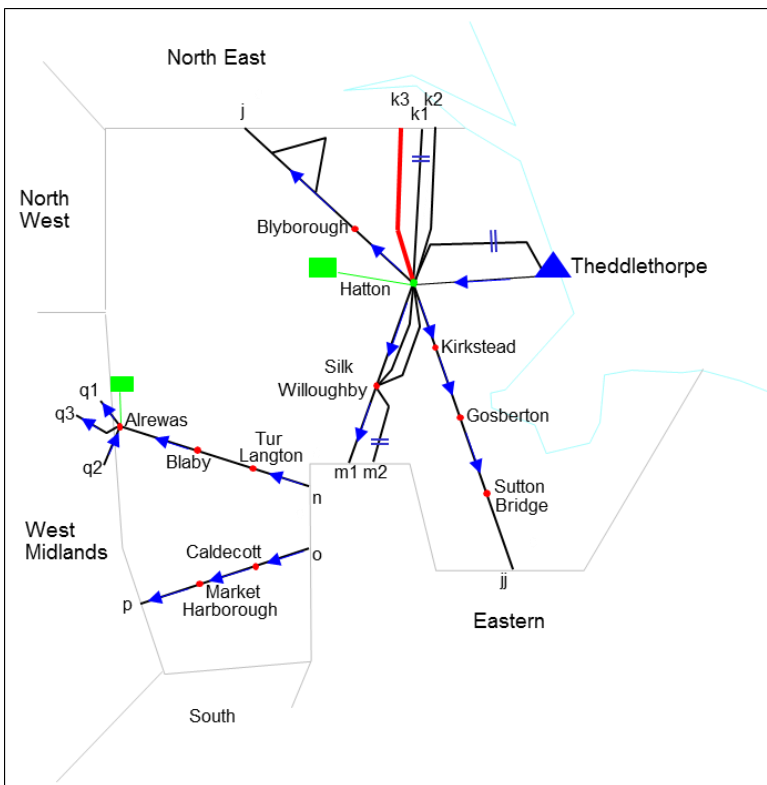 North East
k3
k2
j
k1
North
West
Blyborough
Theddlethorpe
Hatton
Kirkstead
Silk
Willoughby
q1
q3
Alrewas
Gosberton
Tur
Langton
Blaby
q2
m1
m2
n
Sutton
Bridge
West
Midlands
Caldecott
o
Market
Harborough
p
jj
Eastern
South